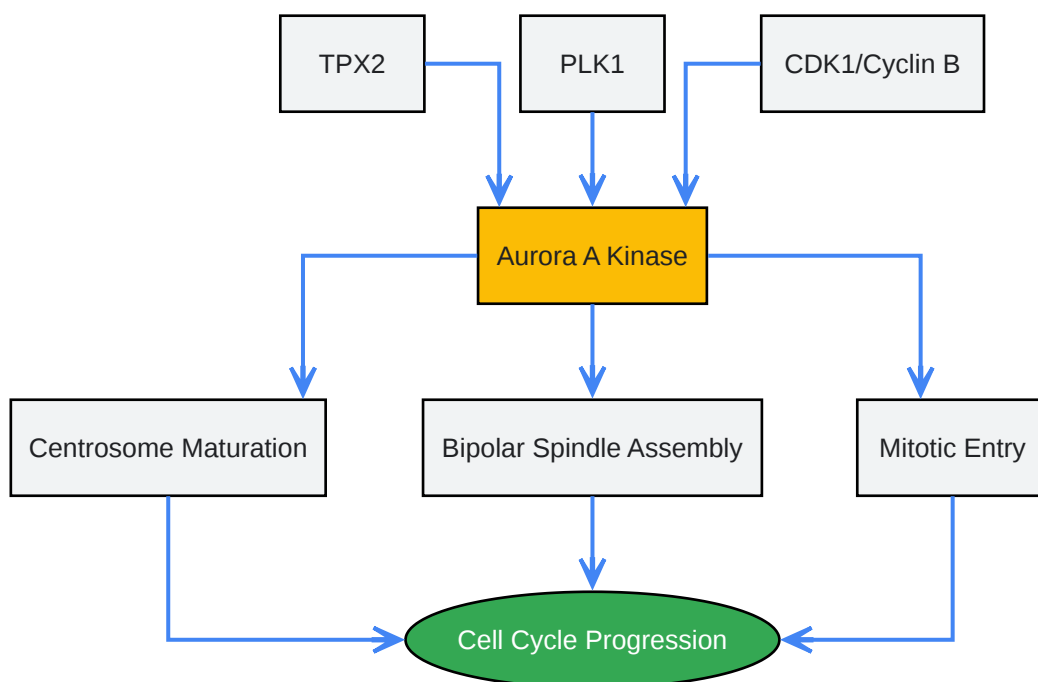 TPX2
PLK1
CDK1/Cyclin B
Aurora A Kinase
Centrosome Maturation
Bipolar Spindle Assembly
Mitotic Entry
Cell Cycle Progression